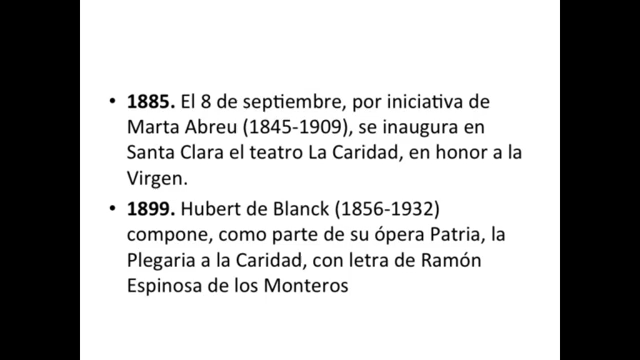 • 1885. El 8 de septiembre, por iniciativa de
Marta Abreu (1845-1909), se inaugura en
Santa Clara el teatro La Caridad, en honor a la
Virgen.
• 1899. Hubert de Blanck (1856-1932)
compone, como parte de su ópera Patria, la
Plegaria a la Caridad, con letra de Ramón
Espinosa de los Monteros